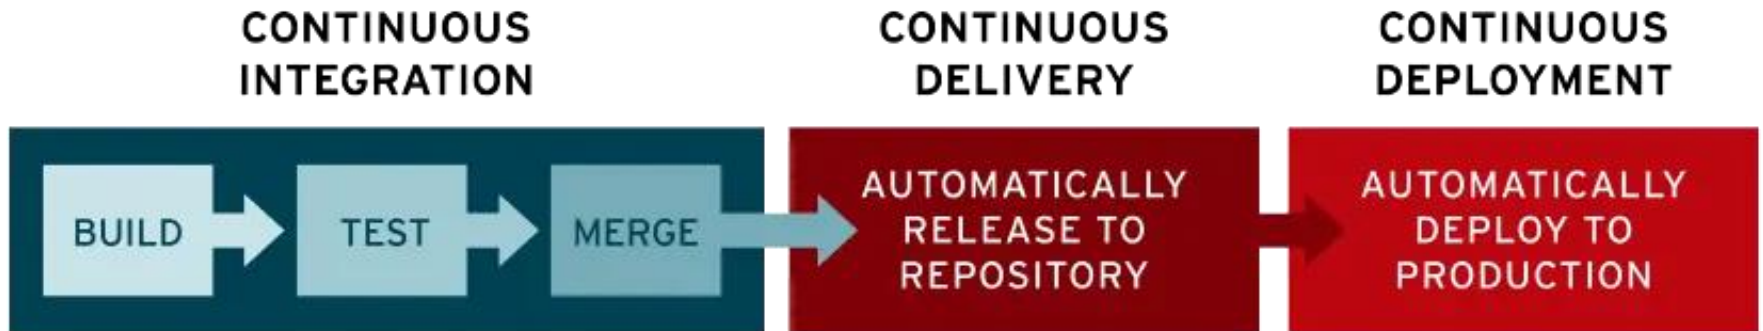 CONTINUOUS
INTEGRATION
CONTINUOUS
DELIVERY
CONTINUOUS
DEPLOYMENT
BUILD
TEST
MERGE
AUTOMATICALLY
RELEASE TO
REPOSITORY
AUTOMATICALLY
DEPLOY TO
PRODUCTION